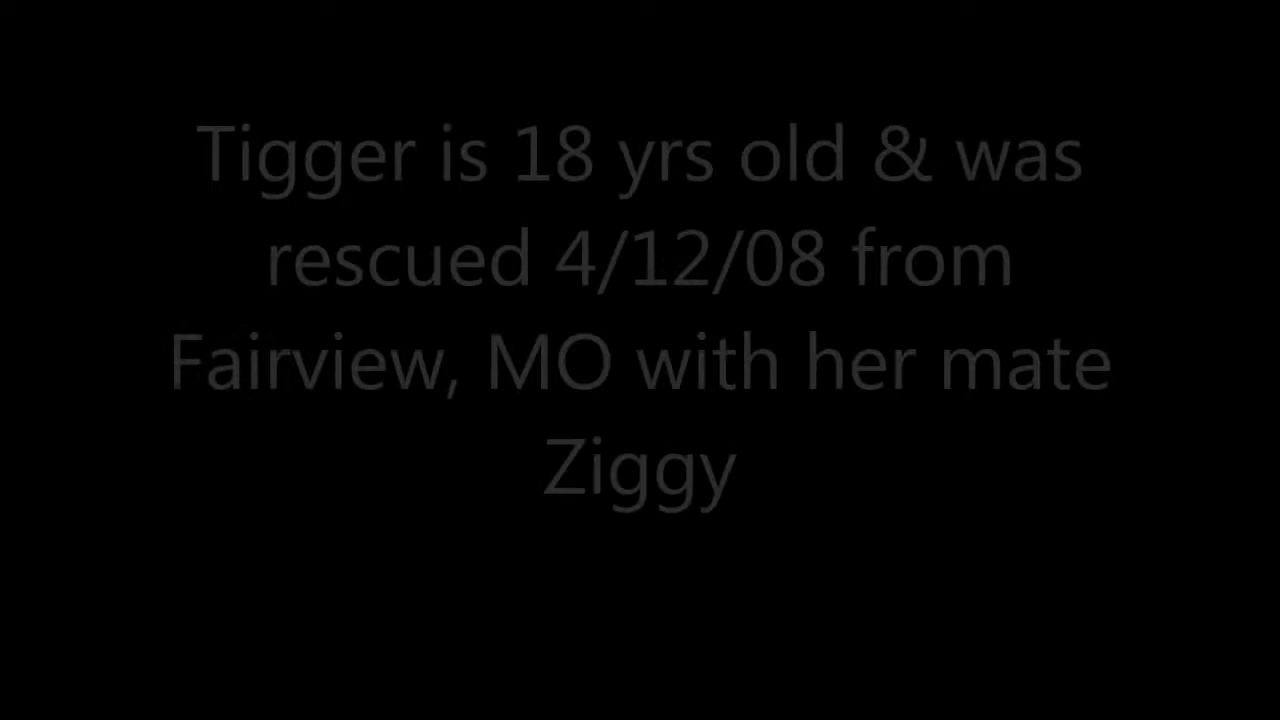 Tigger is 18 yrs old & was
rescued 4/12/08 from
Fairview, MO with her mate
Ziggy